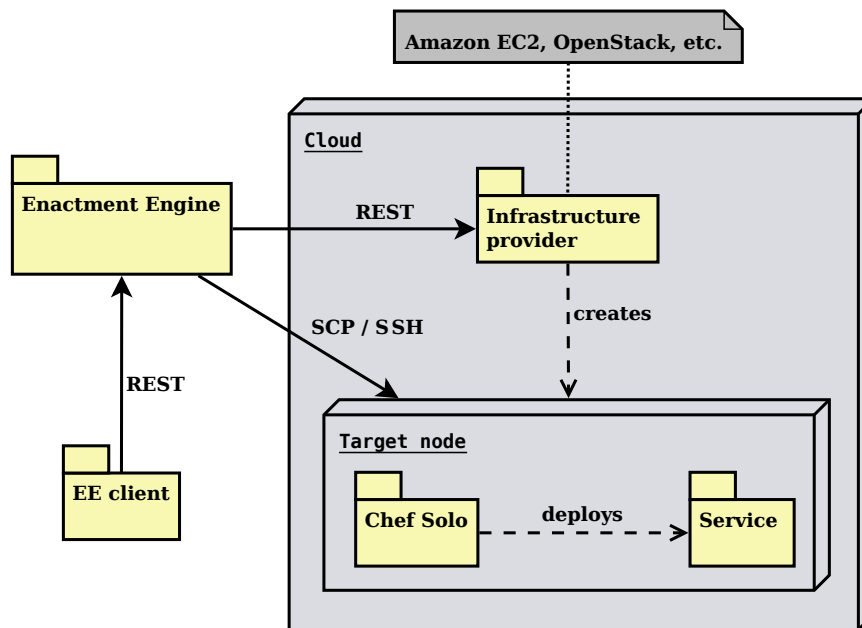 Amazon EC2, OpenStack, etc.
Cloud
Enactment Engine
REST
Infrastructure
provider
SCP / SSH
creates
REST
Target node
EE client
Chef Solo
deploys
Service